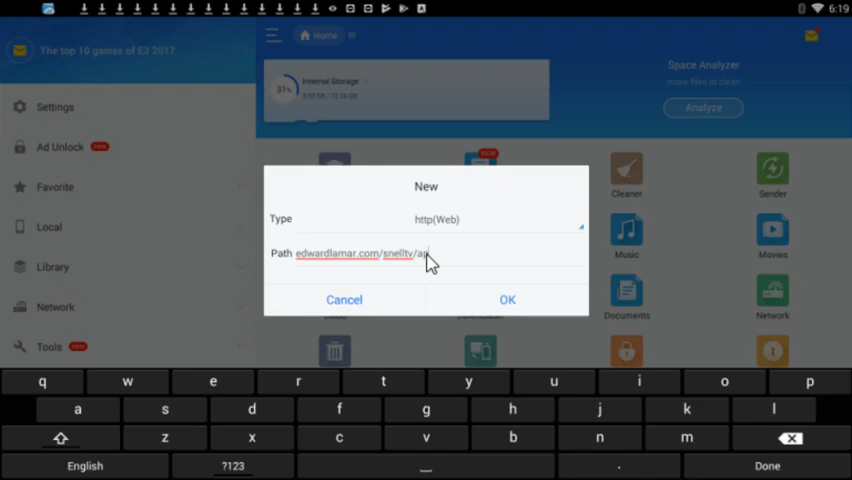 6:19
The top 10 games of E3 2017
Home
Internal Storage
31%
Space Analyzer
more files to clean
Analyze
Settings
Ad Unlock new
Favorite
Local
Library
Network
Tools new
NEW
Cleaner
Sender
Music
Movies
Documents
Network
New
Type http(Web)
Path edwardlamar.com/snelltv/ap
Cancel OK
q w e r t y u i o p
a s d f g h j k l
z x c v b n m
English ?123 . Done